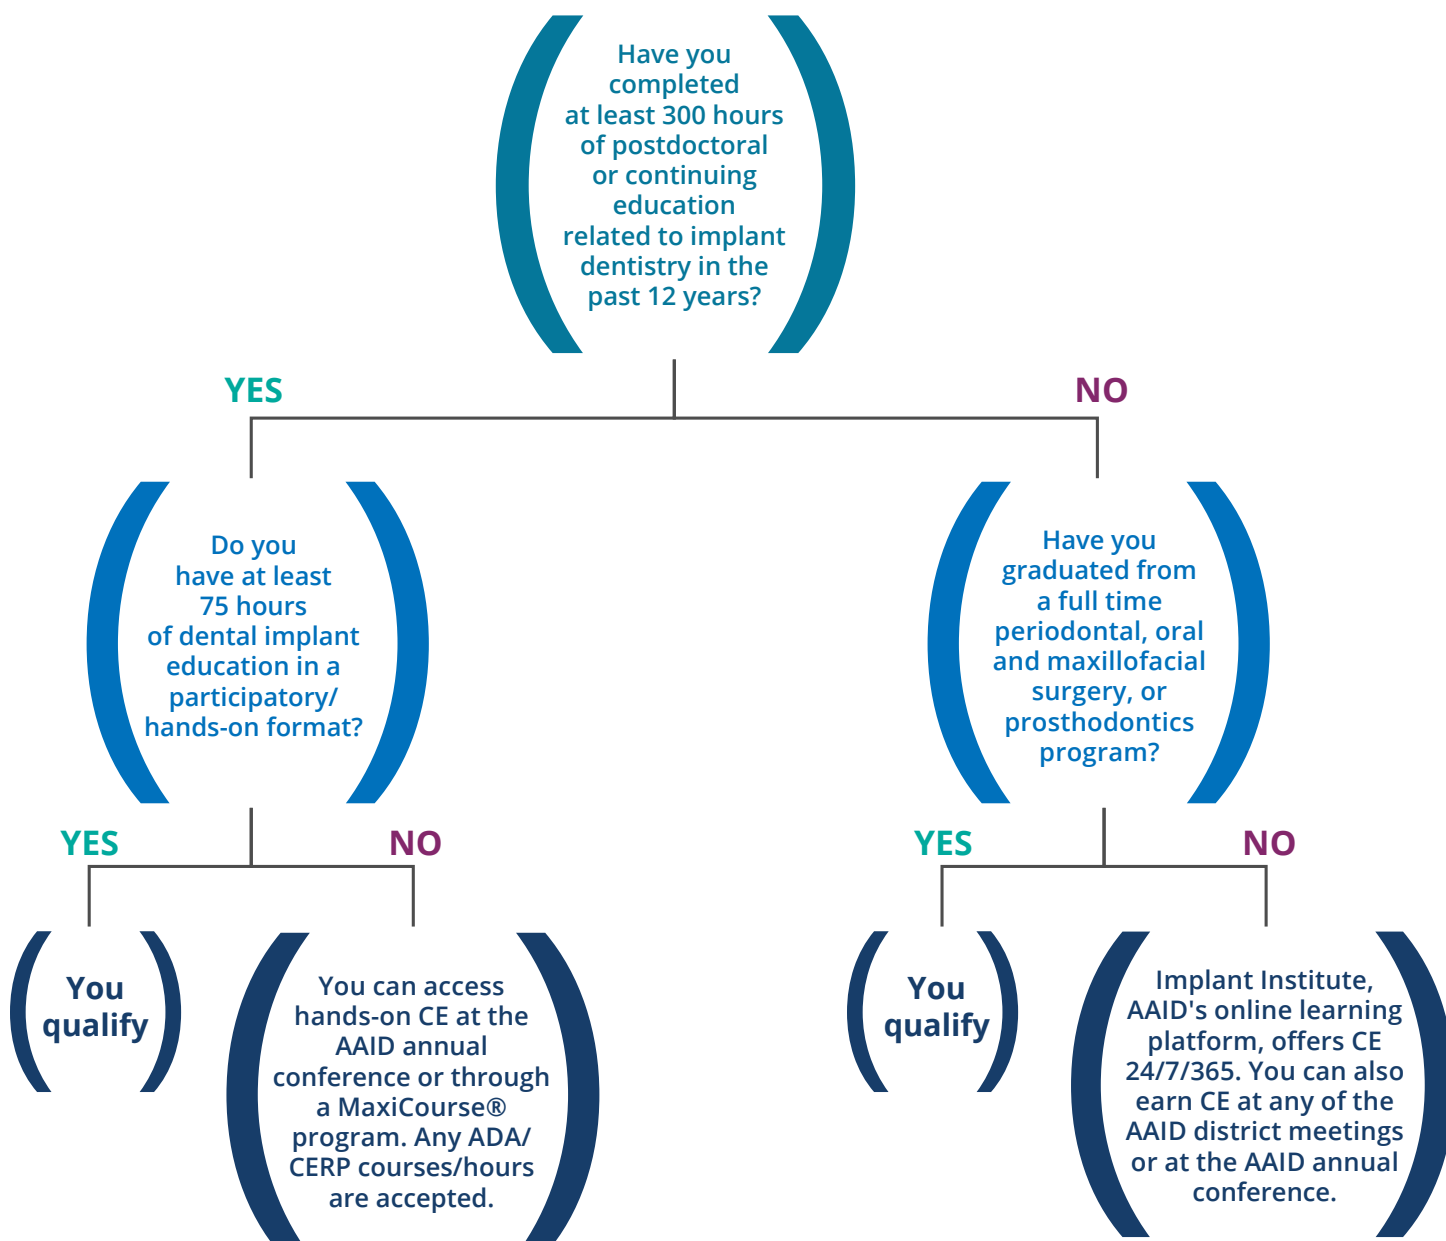 Have you
completed
at least 300 hours
of postdoctoral
or continuing
education
related to implant
dentistry in the
past 12 years?
YES
NO
Do you
have at least
75 hours
of dental implant
education in a
participatory/
hands-on format?
Have you
graduated from
a full time
periodontal, oral
and maxillofacial
surgery, or
prosthodontics
program?
YES
NO
YES
NO
You
qualify
You can access
hands-on CE at the
AAID annual
conference or through
a MaxiCourse®
program. Any ADA/
CERP courses/hours
are accepted.
You
qualify
Implant Institute,
AAID's online learning
platform, offers CE
24/7/365. You can also
earn CE at any of the
AAID district meetings
or at the AAID annual
conference.